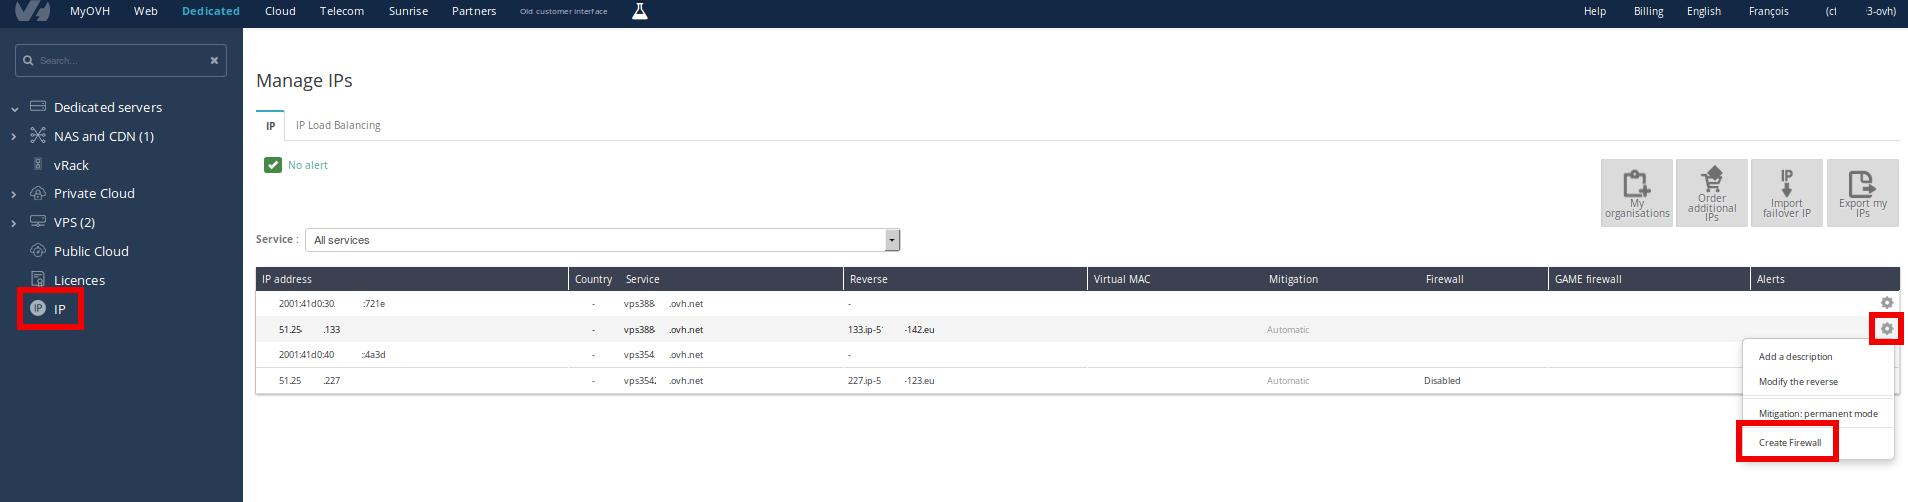 MyOVH Web Dedicated Cloud Telecom Sunrise Partners Old customer interface Help Billing English François (cf 3-ovh)
Search...
Manage IPs
Dedicated servers
NAS and CDN (1)
vRack
Private Cloud
VPS (2)
Public Cloud
Licences
IP IP
IP IP Load Balancing
No alert
My organisations
Order additional IPs
IP Import failover IP
Export my IPs
Service : All services
IP address Country Service Reverse Virtual MAC Mitigation Firewall GAME firewall Alerts
2001:41d0:30. :721e - vps388 .ovh.net -
51.25 .133 - vps388 .ovh.net 133.ip-5 -142.eu Automatic
2001:41d0:40 ::4a3d - vps354 .ovh.net -
51.25 .227 - vps354 .ovh.net 227.ip-5 -123.eu Automatic Disabled
Add a description
Modify the reverse
Mitigation: permanent mode
Create Firewall